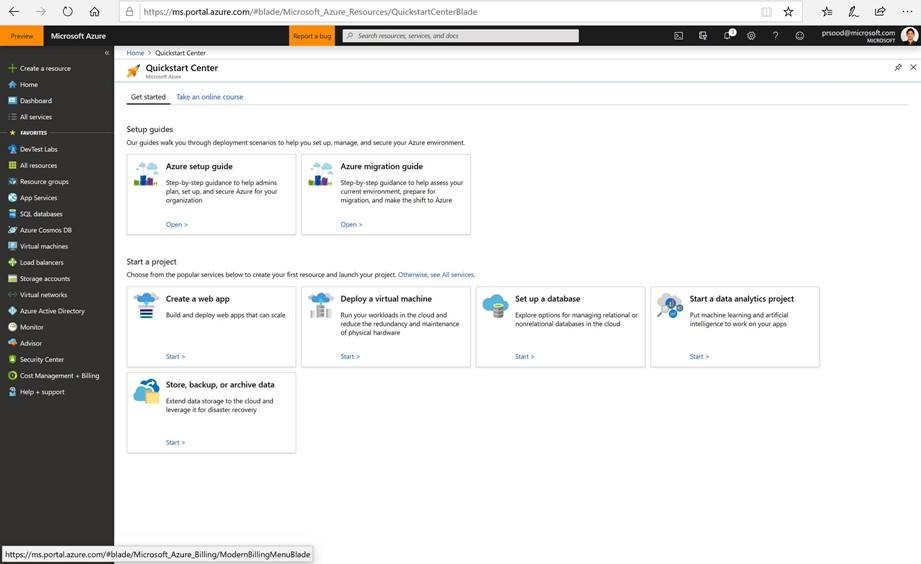 https://ms.portal.azure.com/#blade/Microsoft_Azure_Resources/QuickstartCenterBlade
Preview
Microsoft Azure
Report a bug
Search resources, services, and docs
prsood@microsoft.com
MICROSOFT
Create a resource
Home
Dashboard
All services
FAVORITES
DevTest Labs
All resources
Resource groups
App Services
SQL databases
Azure Cosmos DB
Virtual machines
Load balancers
Storage accounts
Virtual networks
Azure Active Directory
Monitor
Advisor
Security Center
Cost Management + Billing
Help + support
Home > Quickstart Center
Quickstart Center
Microsoft Azure
Get started
Take an online course
Setup guides
Our guides walk you through deployment scenarios to help you set up, manage, and secure your Azure environment.
Azure setup guide
Step-by-step guidance to help admins
plan, set up, and secure Azure for your
organization
Open >
Azure migration guide
Step-by-step guidance to help assess your
current environment, prepare for
migration, and make the shift to Azure
Open >
Start a project
Choose from the popular services below to create your first resource and launch your project. Otherwise, see All services.
Create a web app
Build and deploy web apps that can scale
Start >
Deploy a virtual machine
Run your workloads in the cloud and
reduce the redundancy and maintenance
of physical hardware
Start >
Set up a database
Explore options for managing relational or
nonrelational databases in the cloud
Start >
Start a data analytics project
Put machine learning and artificial
intelligence to work on your apps
Start >
Store, backup, or archive data
Extend data storage to the cloud and
leverage it for disaster recovery
Start >
https://ms.portal.azure.com/#blade/Microsoft_Azure_Billing/ModernBillingMenuBlade